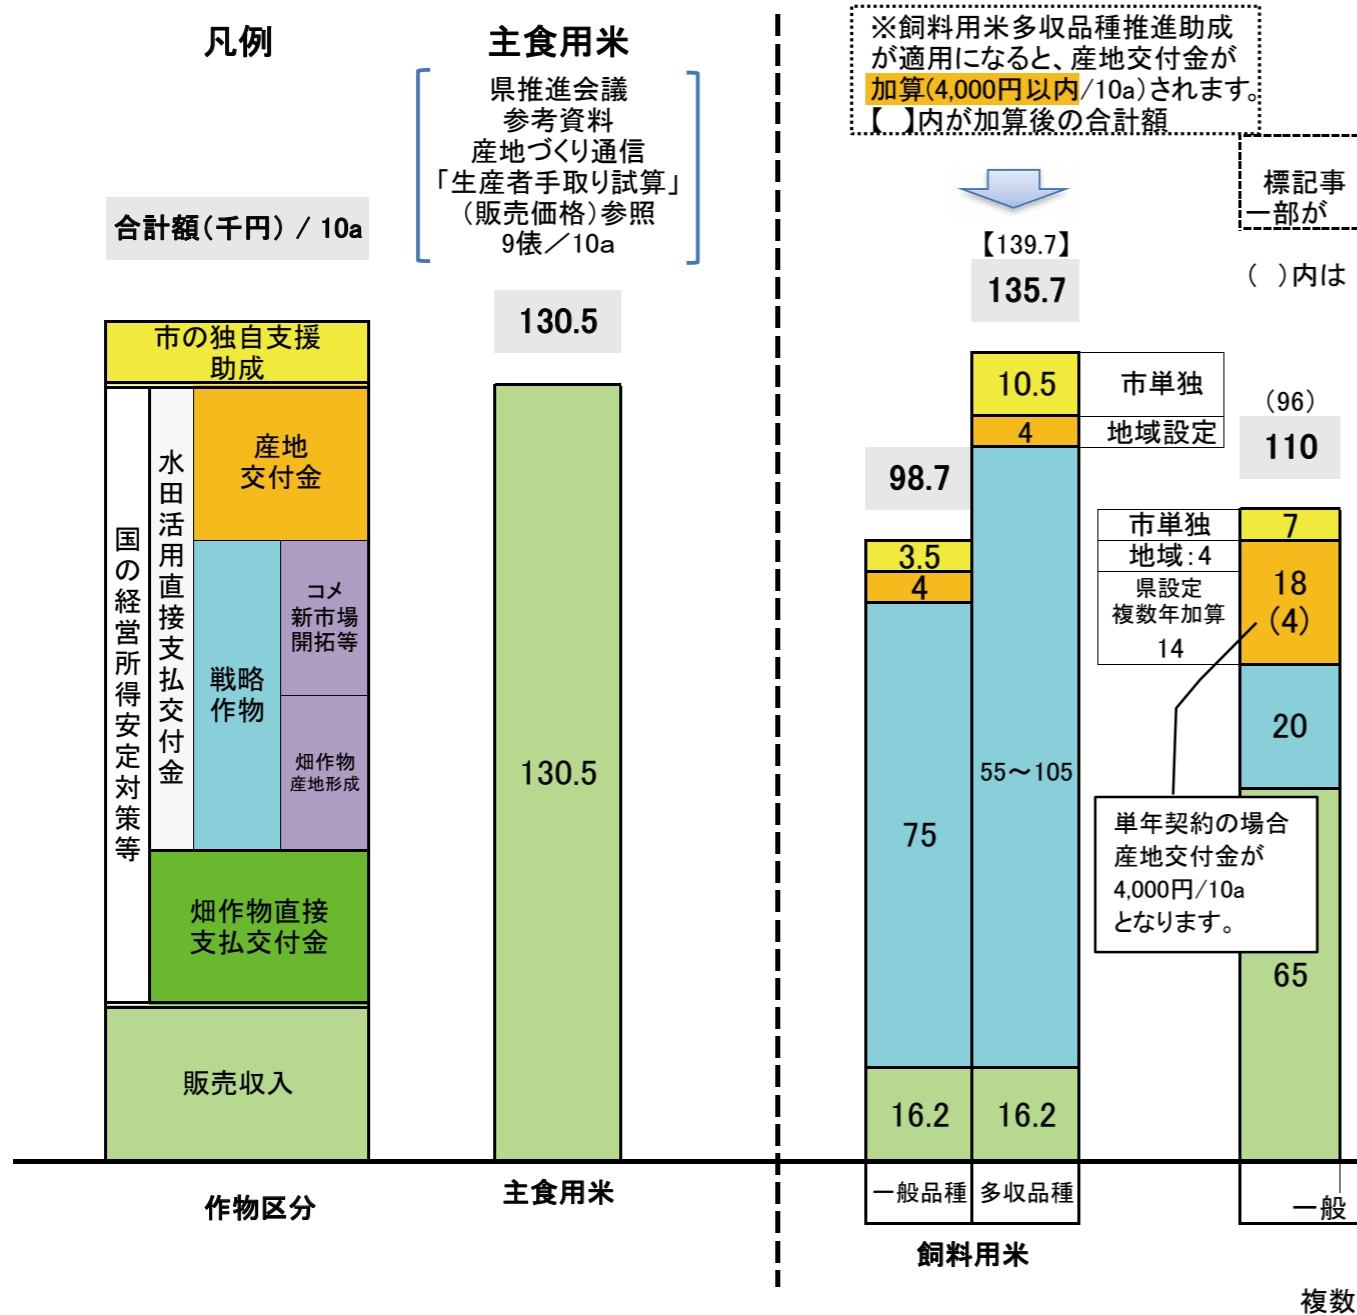 凡例
合計額（千円） / 10a
市の独自支援
助成
国の経営所得安定対策等
水田活用直接支払交付金
産地
交付金
戦略
作物
コメ
新市場
開拓等
畑作物
産地形成
畑作物直接
支払交付金
販売収入
作物区分
主食用米
県推進会議
参考資料
産地づくり通信
「生産者手取り試算」
（販売価格）参照
9俵／10a
130.5
130.5
主食用米
※飼料用米多収品種推進助成
が適用になると、産地交付金が
加算(4,000円以内/10a)されます。
【　】内が加算後の合計額
【139.7】
135.7
10.5
市単独
4
地域設定
55～105
16.2
多収品種
98.7
3.5
4
75
16.2
一般品種
飼料用米
標記事
一部が
(　)内は
(96)
110
市単独
7
地域：4
県設定
複数年加算
14
18
(4)
20
単年契約の場合
産地交付金が
4,000円/10a
となります。
65
一般
複数